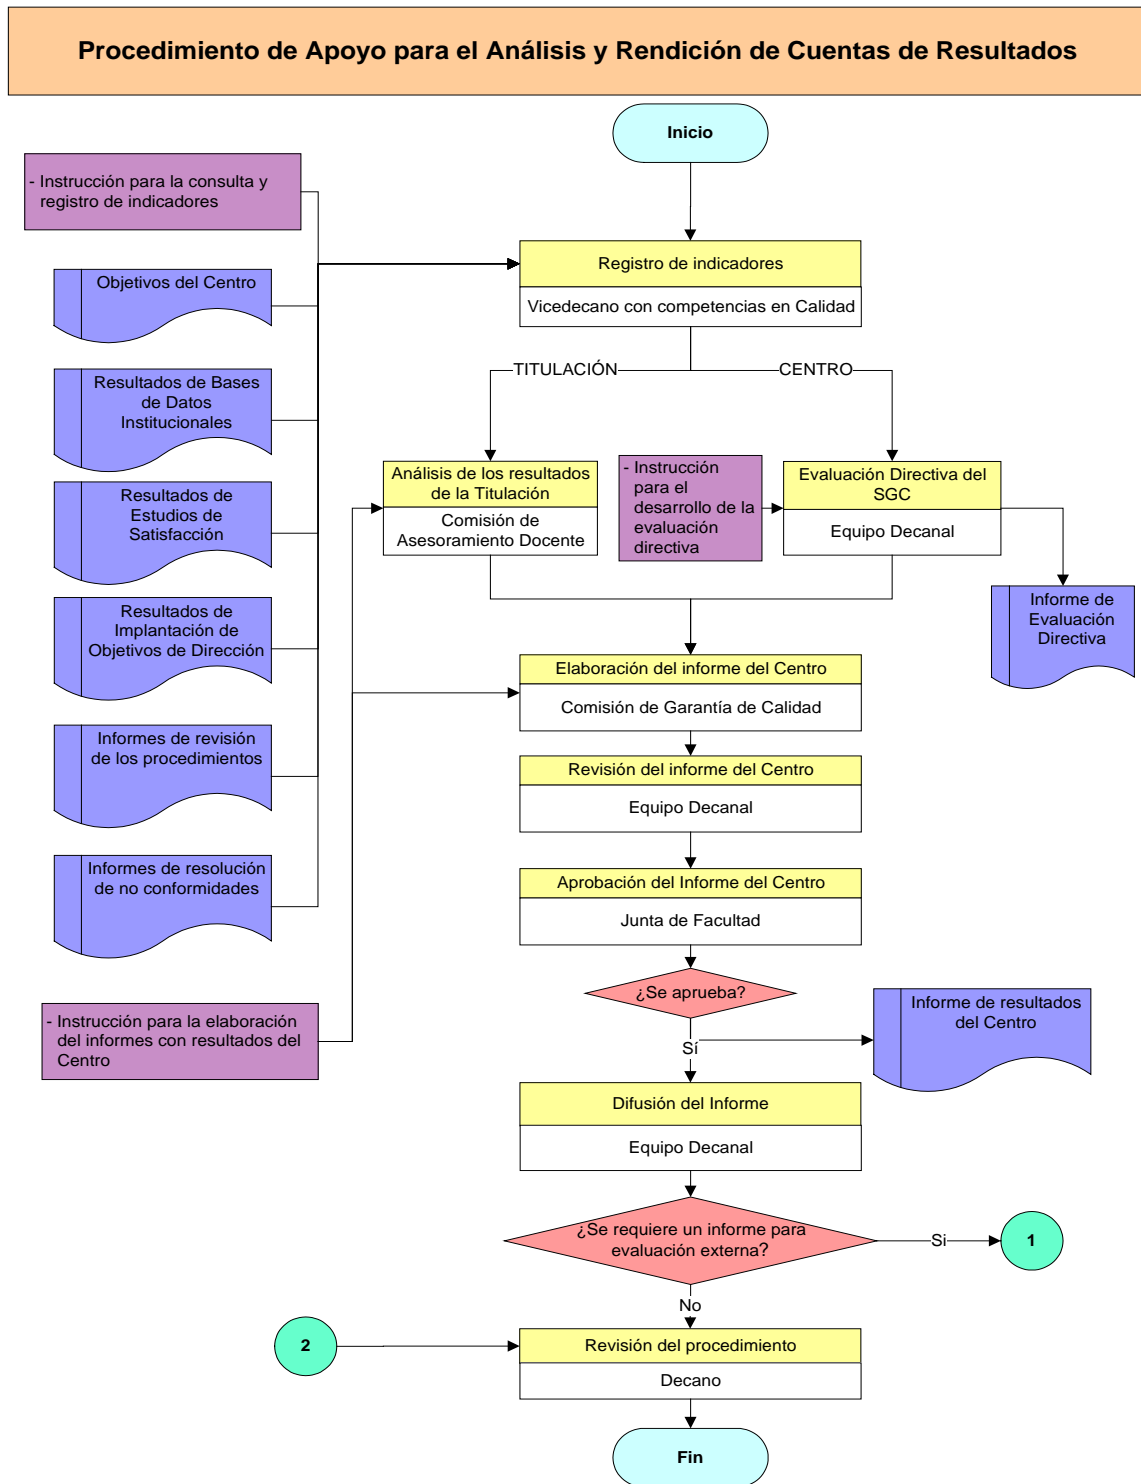 Procedimiento de Apoyo para el Análisis y Rendición de Cuentas de Resultados
Inicio
- Instrucción para la consulta y
registro de indicadores
Registro de indicadores
Vicedecano con competencias en Calidad
Objetivos del Centro
TITULACIÓN
CENTRO
Resultados de Bases
de Datos
Institucionales
Análisis de los resultados
de la Titulación
Comisión de
Asesoramiento Docente
- Instrucción
para el
desarrollo de la
evaluación
directiva
Evaluación Directiva del
SGC
Equipo Decanal
Resultados de
Estudios de
Satisfacción
Informe de
Evaluación
Directiva
Resultados de
Implantación de
Objetivos de Dirección
Elaboración del informe del Centro
Comisión de Garantía de Calidad
Informes de revisión
de los procedimientos
Revisión del informe del Centro
Equipo Decanal
Informes de resolución
de no conformidades
Aprobación del Informe del Centro
Junta de Facultad
¿Se aprueba?
- Instrucción para la elaboración
del informes con resultados del
Centro
Informe de resultados
del Centro
Sí
Difusión del Informe
Equipo Decanal
¿Se requiere un informe para
evaluación externa?
Si
1
No
2
Revisión del procedimiento
Decano
Fin